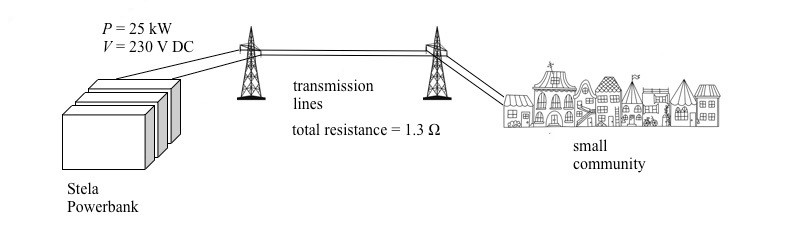 P = 25 kW
V = 230 V DC
transmission
lines
total resistance = 1.3 Ω
small
community
Stela
Powerbank